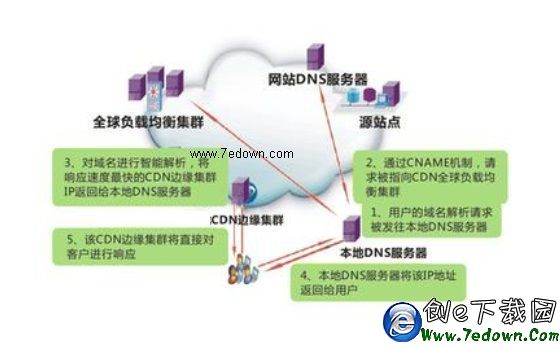 网站DNS服务器
全球负载均衡集群
源站点
www.7edown.com
3、对域名进行智能解析，将
响应速度最快的CDN边缘集群
IP返回给本地DNS服务器
2、通过CNAME机制，请
求被指向CDN全球负载均
衡集群
1、用户的域名解析请求
被发往本地DNS服务器
CDN边缘集群
5、该CDN边缘集群将直接对
客户进行响应
本地DNS服务器
4、本地DNS服务器将该IP地址
返回给用户
创e下载园
Www.7edown.Com